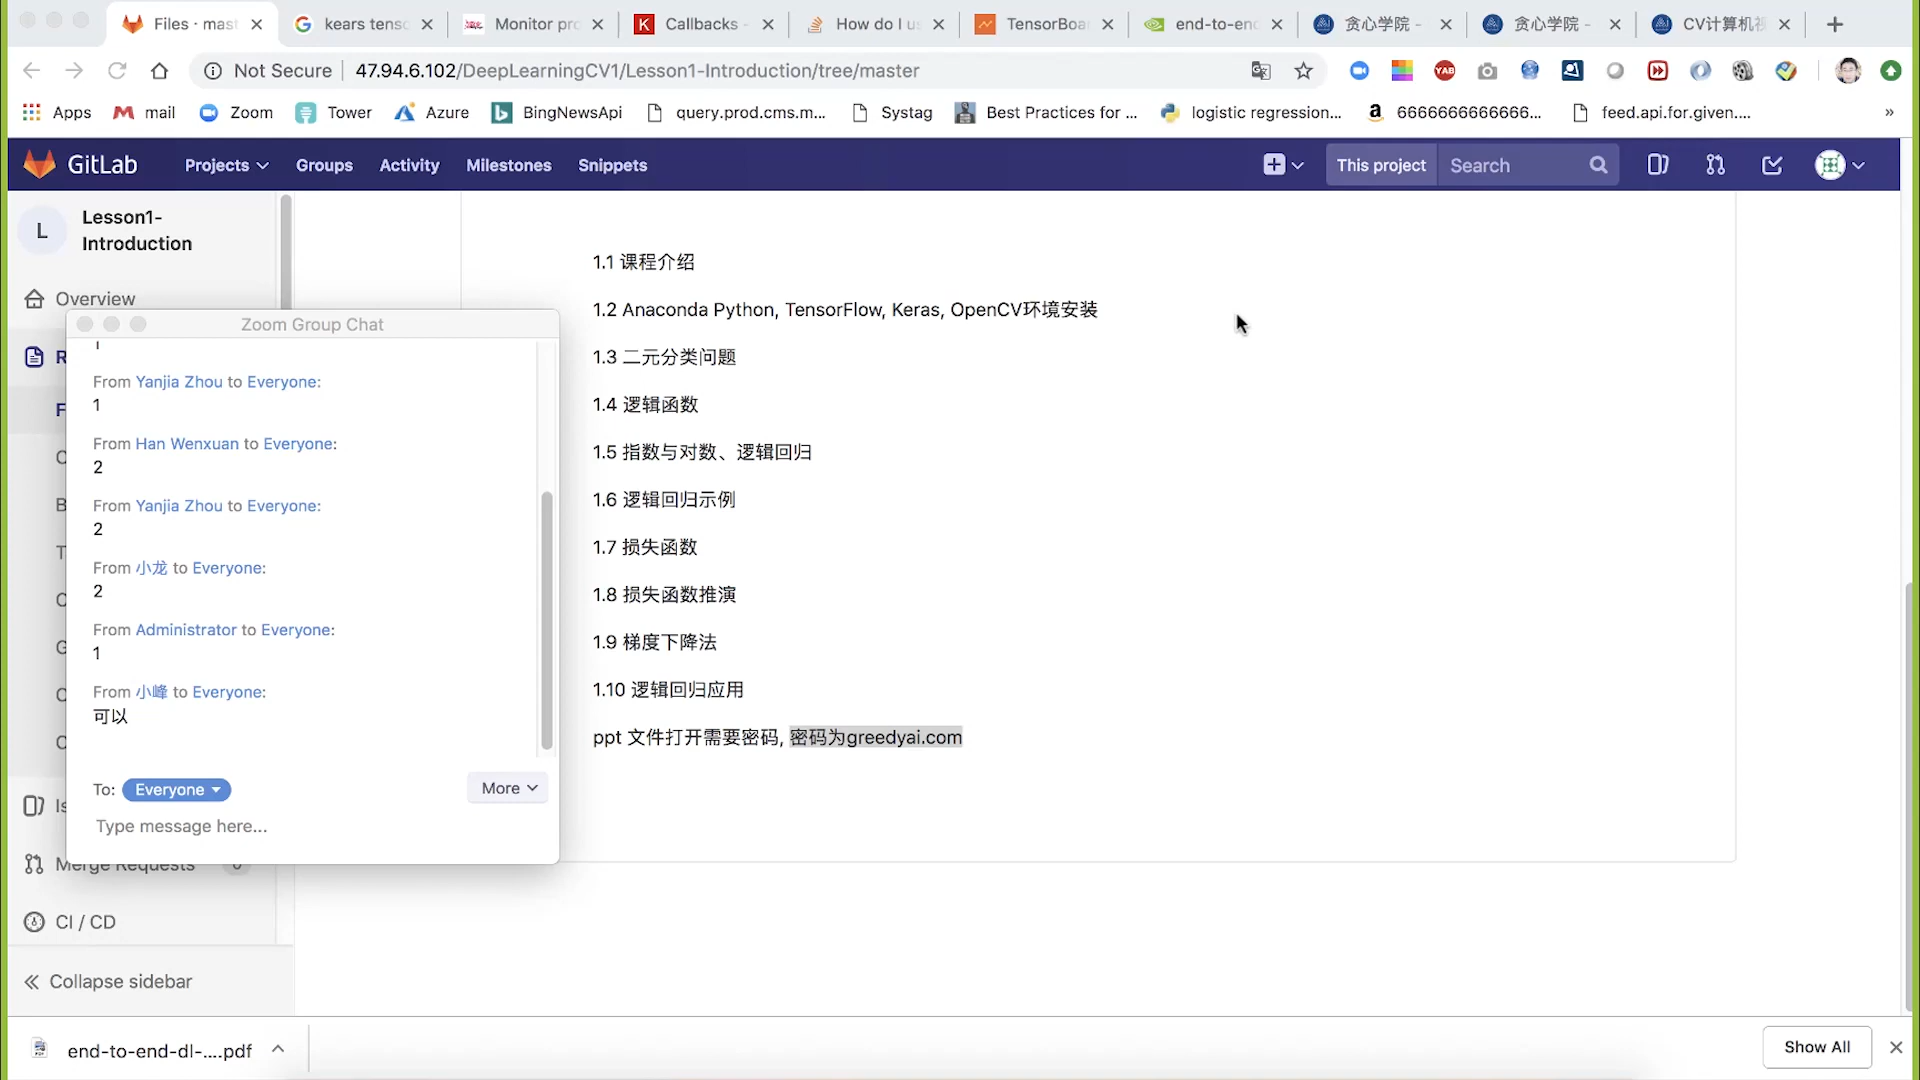 Files · mast
kears tenso
Monitor pro
Callbacks -
How do I us
TensorBoar
end-to-end
贪心学院 -
贪心学院 -
CV计算机视
Not Secure
47.94.6.102/DeepLearningCV1/Lesson1-Introduction/tree/master
Apps
mail
Zoom
Tower
Azure
BingNewsApi
query.prod.cms.m...
Systag
Best Practices for ...
logistic regression...
6666666666666...
feed.api.for.given....
»
GitLab
Projects
Groups
Activity
Milestones
Snippets
This project
Search
L
Lesson1-
Introduction
Overview
1.1 课程介绍
1.2 Anaconda Python, TensorFlow, Keras, OpenCV环境安装
1.3 二元分类问题
1.4 逻辑函数
1.5 指数与对数、逻辑回归
1.6 逻辑回归示例
1.7 损失函数
1.8 损失函数推演
1.9 梯度下降法
1.10 逻辑回归应用
ppt 文件打开需要密码, 密码为greedyai.com
Zoom Group Chat
From Yanjia Zhou to Everyone:
1
From Han Wenxuan to Everyone:
2
From Yanjia Zhou to Everyone:
2
From 小龙 to Everyone:
2
From Administrator to Everyone:
1
From 小峰 to Everyone:
可以
To: Everyone
More
Type message here...
Merge Requests
CI / CD
Collapse sidebar
end-to-end-dl-....pdf
Show All